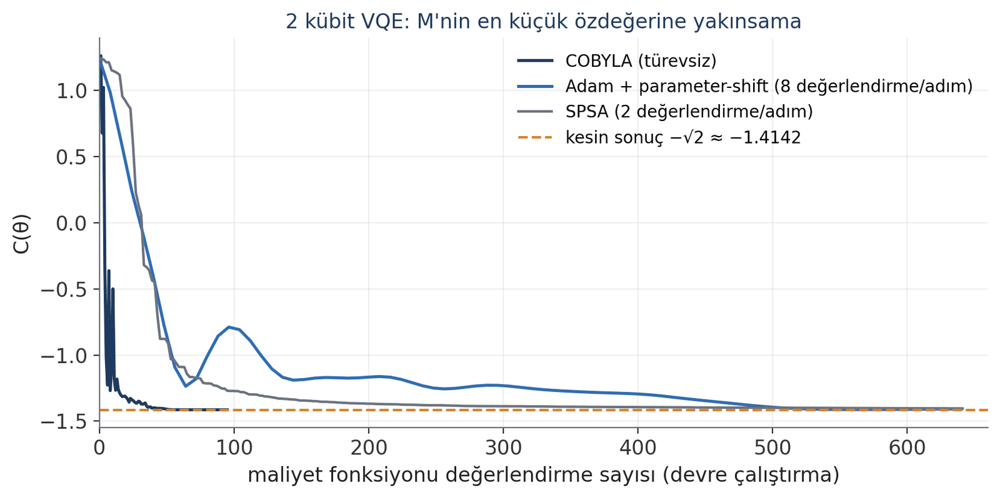 2 kübit VQE: M'nin en küçük özdeğerine yakınsama
COBYLA (türevsiz)
Adam + parameter-shift (8 değerlendirme/adım)
SPSA (2 değerlendirme/adım)
kesin sonuç −√2 ≈ −1.4142
C(θ)
1.0
0.5
0.0
−0.5
−1.0
−1.5
0 100 200 300 400 500 600
maliyet fonksiyonu değerlendirme sayısı (devre çalıştırma)